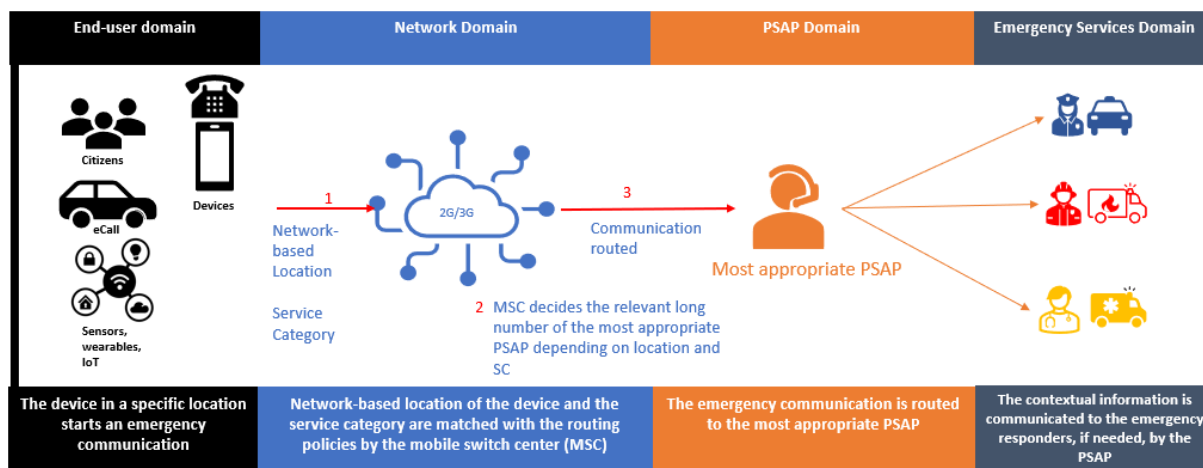 End-user domain
Network Domain
PSAP Domain
Emergency Services Domain
Citizens
Devices
eCall
Sensors,
wearables,
IoT
1
Network-
based
Location
Service
Category
2G/3G
2 MSC decides the relevant long
number of the most appropriate
PSAP depending on location and
SC
3
Communication
routed
Most appropriate PSAP
The device in a specific location
starts an emergency
communication
Network-based location of the device and the
service category are matched with the routing
policies by the mobile switch center (MSC)
The emergency communication is routed
to the most appropriate PSAP
The contextual information is
communicated to the emergency
responders, if needed, by the
PSAP